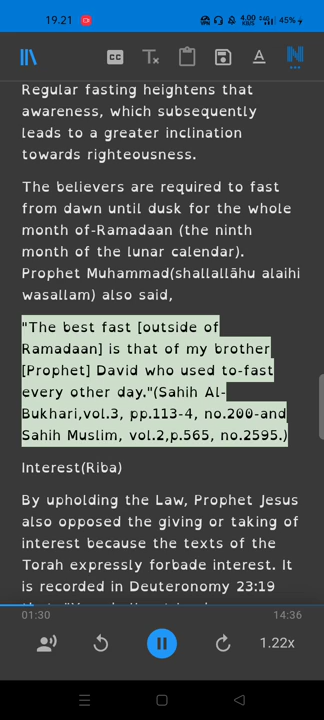 19.21
4.00
KB/S
45%
CC
Regular fasting heightens that
awareness, which subsequently
leads to a greater inclination
towards righteousness.
The believers are required to fast
from dawn until dusk for the whole
month of-Ramadaan (the ninth
month of the lunar calendar).
Prophet Muhammad(shallallāhu alaihi
wasallam) also said,
"The best fast [outside of
Ramadaan] is that of my brother
[Prophet] David who used to-fast
every other day."(Sahih Al-
Bukhari,vol.3, pp.113-4, no.200-and
Sahih Muslim, vol.2,p.565, no.2595.)
Interest(Riba)
By upholding the Law, Prophet Jesus
also opposed the giving or taking of
interest because the texts of the
Torah expressly forbade interest. It
is recorded in Deuteronomy 23:19
01:30
14:36
1.22x